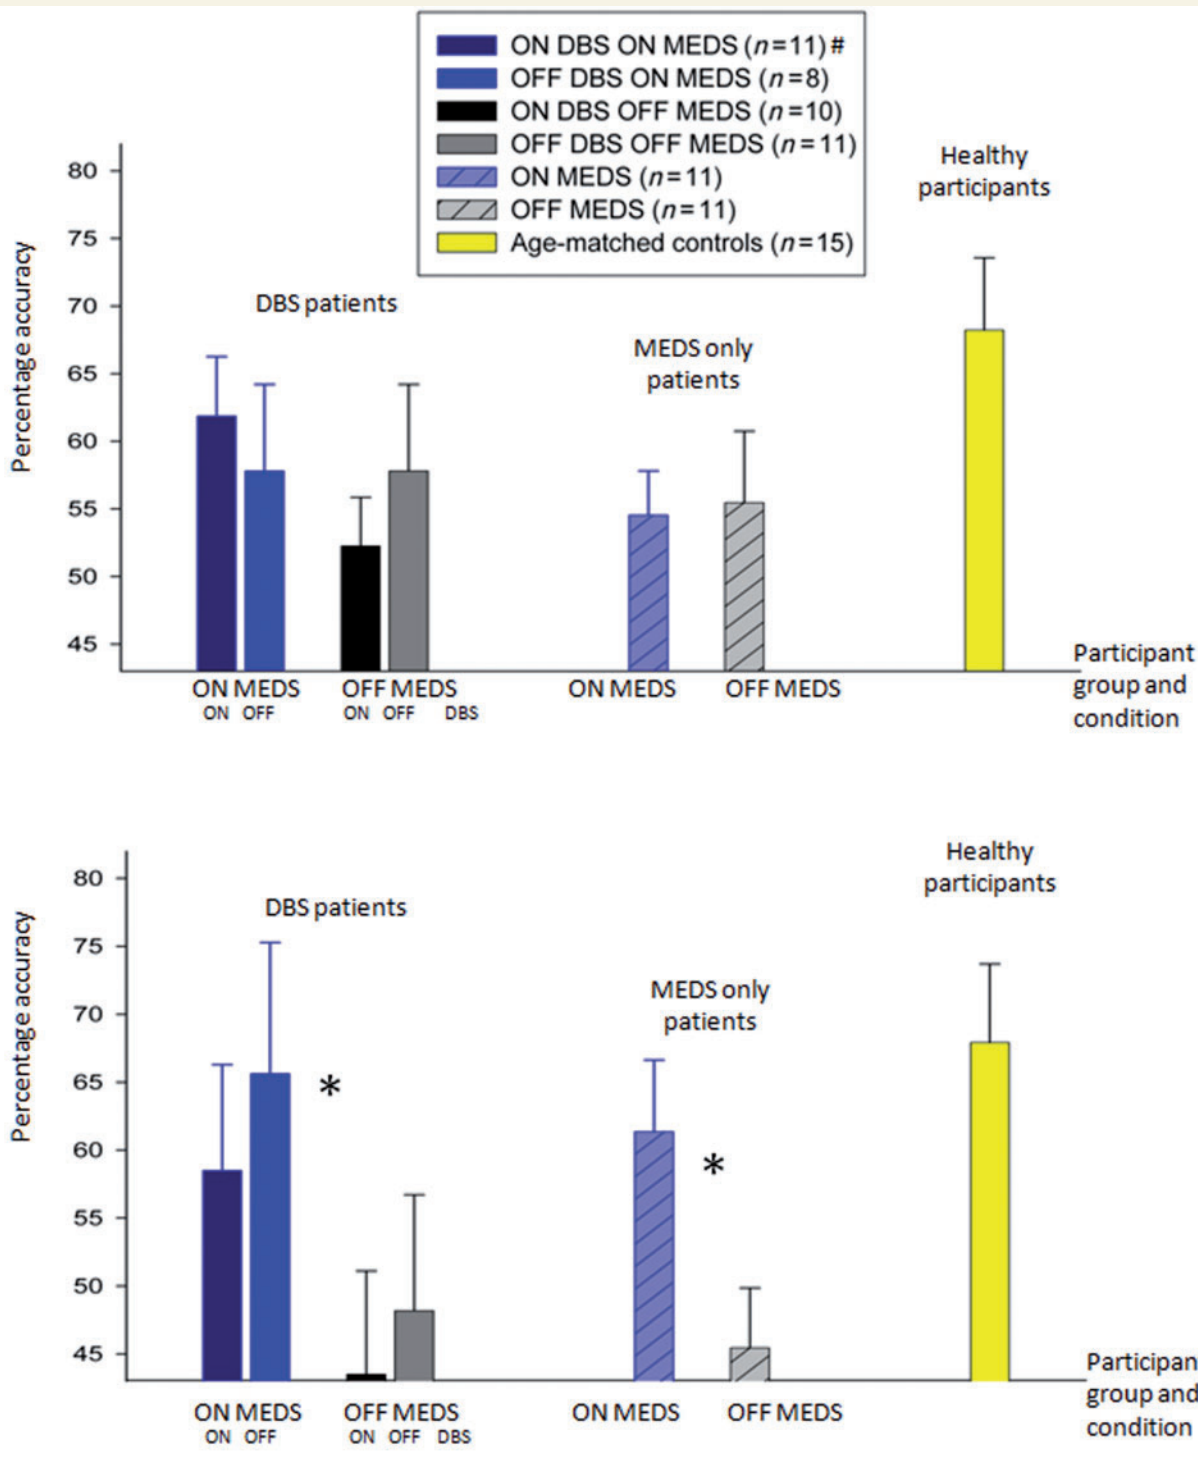 ON DBS ON MEDS (n=11) #
OFF DBS ON MEDS (n=8)
ON DBS OFF MEDS (n=10)
OFF DBS OFF MEDS (n=11)
ON MEDS (n=11)
OFF MEDS (n=11)
Age-matched controls (n=15)
Percentage accuracy
80
75
70
65
60
55
50
45
DBS patients
MEDS only
patients
Healthy
participants
ON MEDS OFF MEDS ON MEDS OFF MEDS
ON OFF ON OFF DBS
Participant
group and
condition
Percentage accuracy
80
75
70
65
60
55
50
45
DBS patients
*
MEDS only
patients
*
Healthy
participants
ON MEDS OFF MEDS ON MEDS OFF MEDS
ON OFF ON OFF DBS
Participan
group and
condition